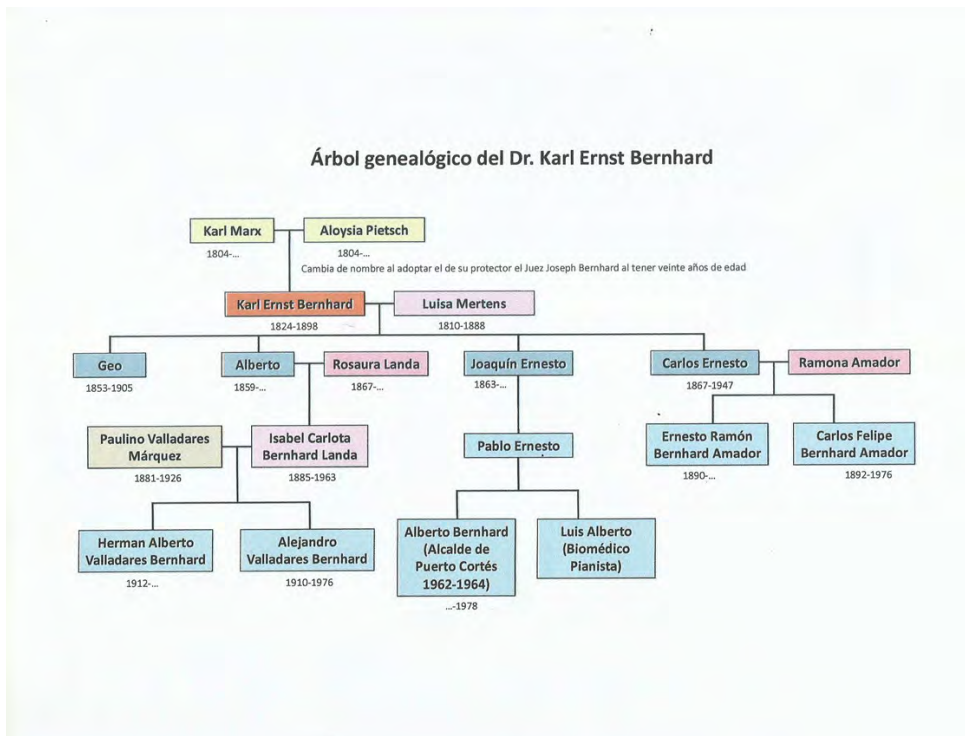 Árbol genealógico del Dr. Karl Ernst Bernhard
Karl Marx
Aloysia Pietsch
1804-...
1804-...
Cambia de nombre al adoptar el de su protector el Juez Joseph Bernhard al tener veinte años de edad
Karl Ernst Bernhard
Luisa Mertens
1824-1898
1810-1888
Geo
Alberto
Rosaura Landa
Joaquín Ernesto
Carlos Ernesto
Ramona Amador
1853-1905
1859-...
1867-...
1863-...
1867-1947
Paulino Valladares
Márquez
Isabel Carlota
Bernhard Landa
Pablo Ernesto
Ernesto Ramón
Bernhard Amador
Carlos Felipe
Bernhard Amador
1881-1926
1885-1963
1890-...
1892-1976
Herman Alberto
Valladares Bernhard
Alejandro
Valladares Bernhard
Alberto Bernhard
(Alcalde de
Puerto Cortés
1962-1964)
Luis Alberto
(Biomédico
Pianista)
1912-...
1910-1976
...-1978